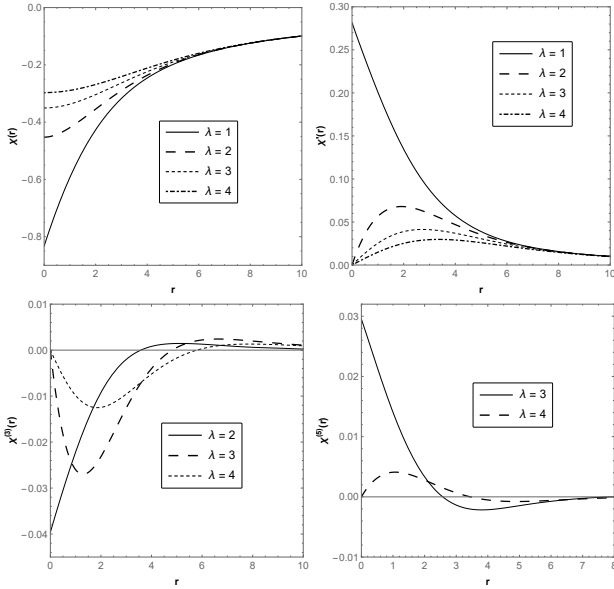 0.0
−0.2
−0.4
−0.6
−0.8
χ(r)
λ = 1
λ = 2
λ = 3
λ = 4
0 2 4 6 8 10
r
0.30
0.25
0.20
0.15
0.10
0.05
0.00
χ'(r)
λ = 1
λ = 2
λ = 3
λ = 4
0 2 4 6 8 10
r
0.01
0.00
−0.01
−0.02
−0.03
−0.04
χ(3)(r)
λ = 2
λ = 3
λ = 4
0 2 4 6 8 10
r
0.03
0.02
0.01
0.00
−0.01
χ(5)(r)
λ = 3
λ = 4
0 1 2 3 4 5 6 7 8
r